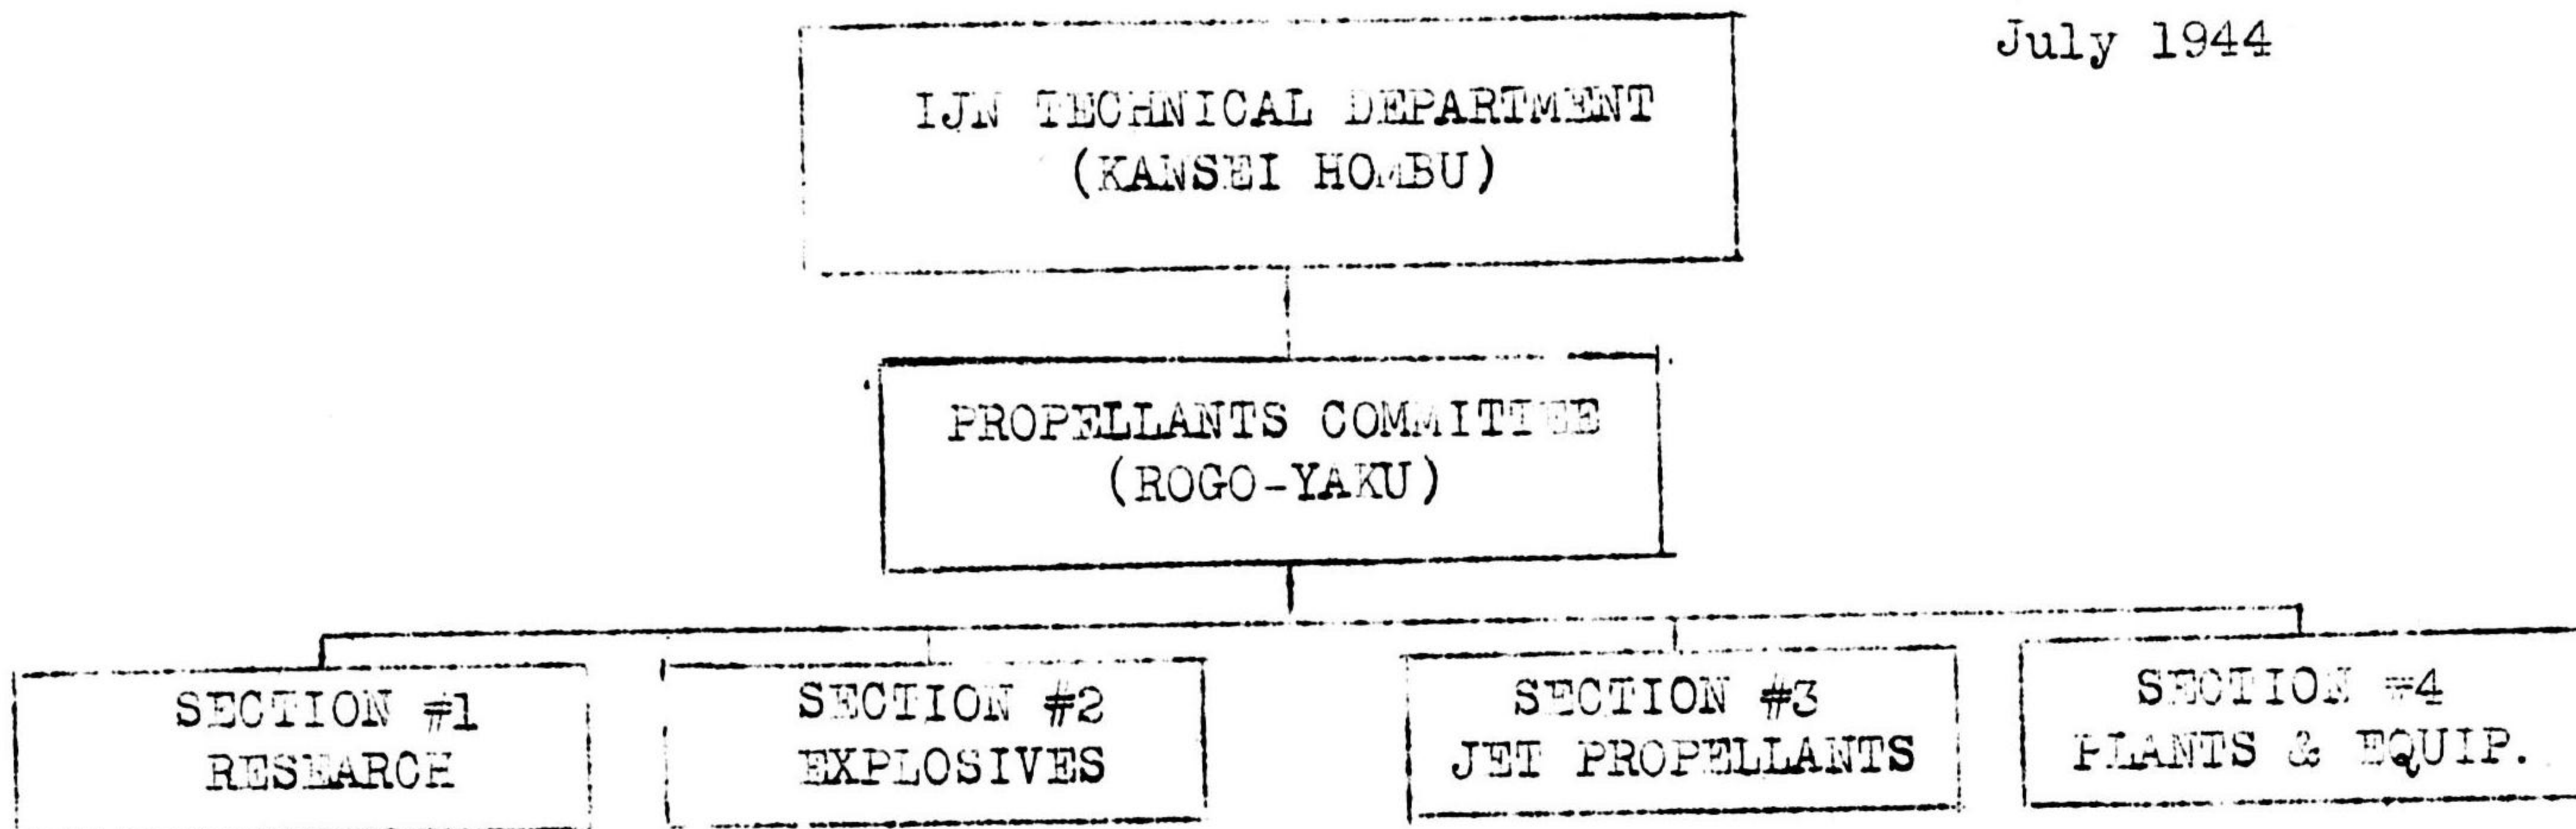 July 1944
IJN TECHNICAL DEPARTMENT
(KANSEI HOMBU)
PROPELLANTS COMMITTEE
(ROGO-YAKU)
SECTION #1
RESEARCH
SECTION #2
EXPLOSIVES
SECTION #3
JET PROPELLANTS
SECTION #4
PLANTS & EQUIP.